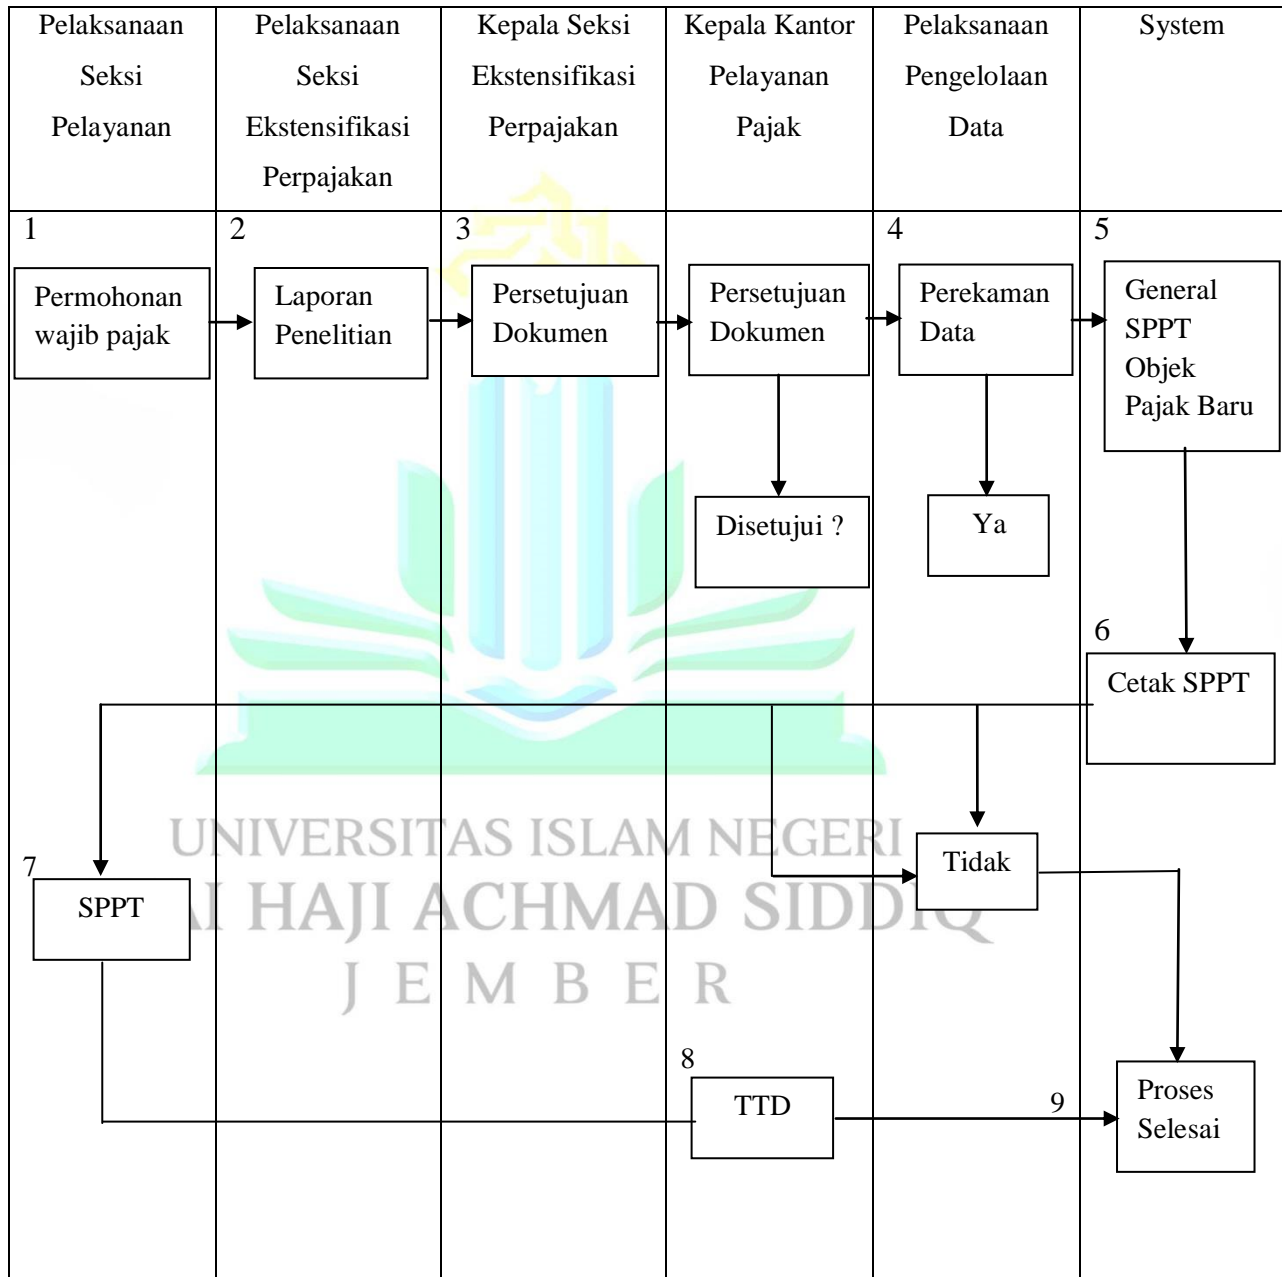 Pelaksanaan
Seksi
Pelayanan
Pelaksanaan
Seksi
Ekstensifikasi
Perpajakan
Kepala Seksi
Ekstensifikasi
Perpajakan
Kepala Kantor
Pelayanan
Pajak
Pelaksanaan
Pengelolaan
Data
System
1
Permohonan
wajib pajak
2
Laporan
Penelitian
3
Persetujuan
Dokumen
Persetujuan
Dokumen
4
Perekaman
Data
5
General
SPPT
Objek
Pajak Baru
Disetujui ?
Ya
6
Cetak SPPT
UNIVERSITAS ISLAM NEGERI
Tidak
7
SPPT
AI HAJI ACHMAD SIDDIQ
JEMBER
8
TTD
9
Proses
Selesai